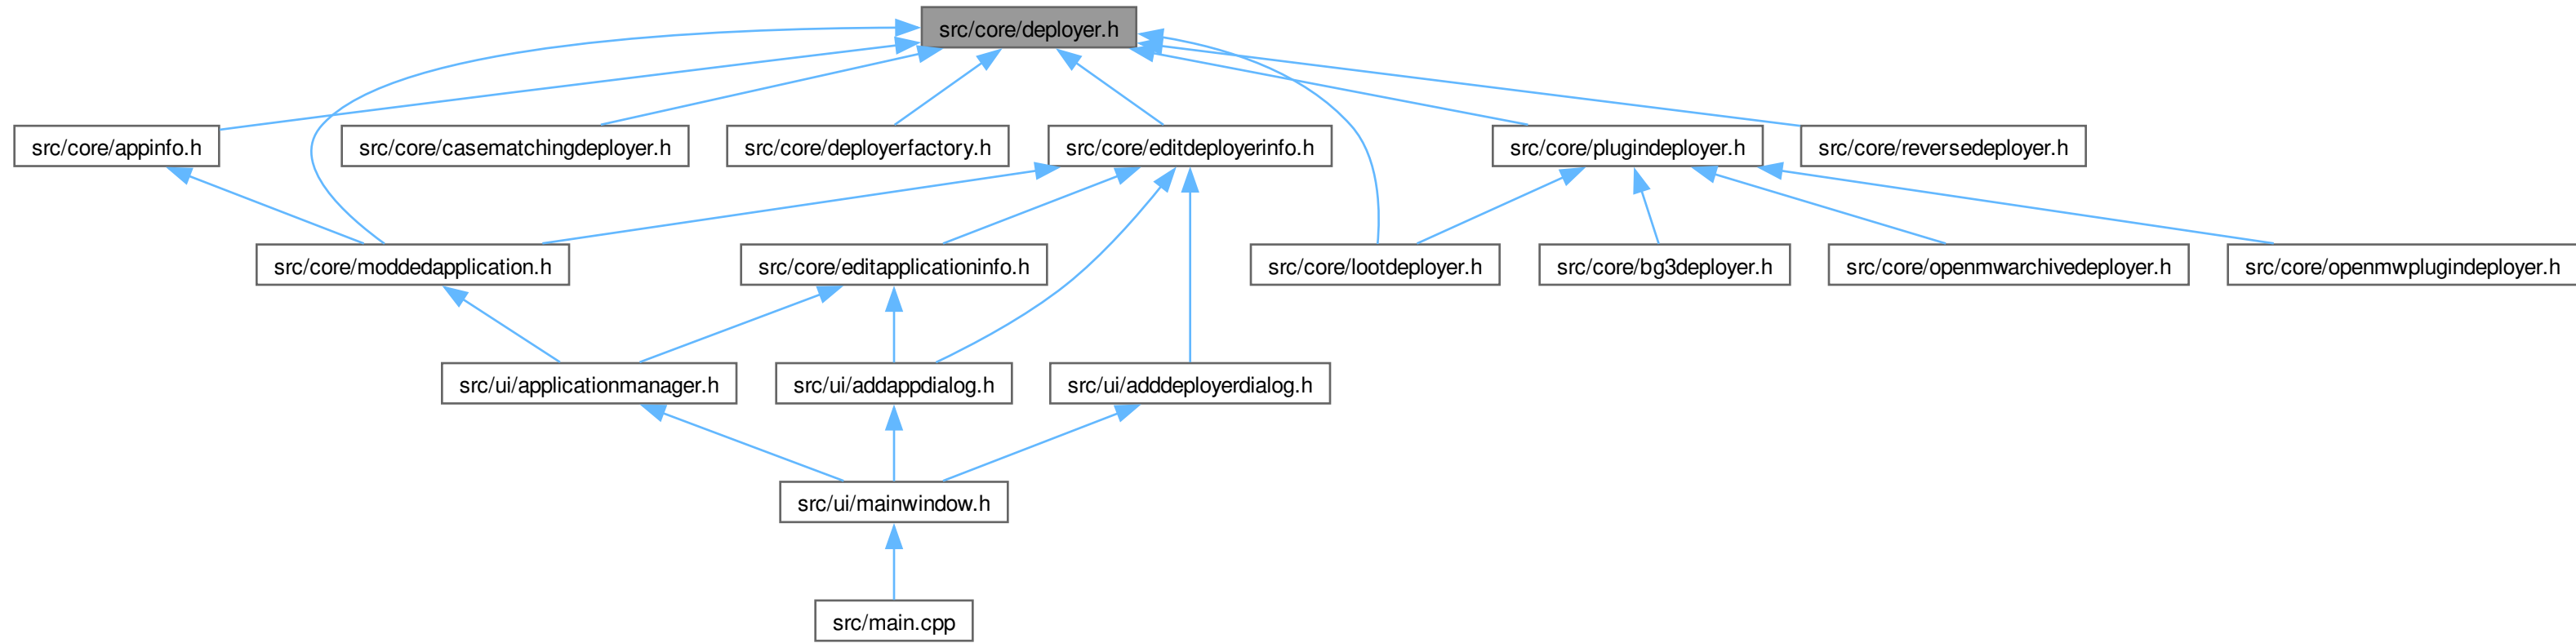 src/core/deployer.h
src/core/appinfo.h
src/core/casematchingdeployer.h
src/core/deployerfactory.h
src/core/editdeployerinfo.h
src/core/plugindeployer.h
src/core/reversedeployer.h
src/core/moddedapplication.h
src/core/editapplicationinfo.h
src/core/lootdeployer.h
src/core/bg3deployer.h
src/core/openmwarchivedeployer.h
src/core/openmwplugindeployer.h
src/ui/applicationmanager.h
src/ui/addappdialog.h
src/ui/adddeployerdialog.h
src/ui/mainwindow.h
src/main.cpp